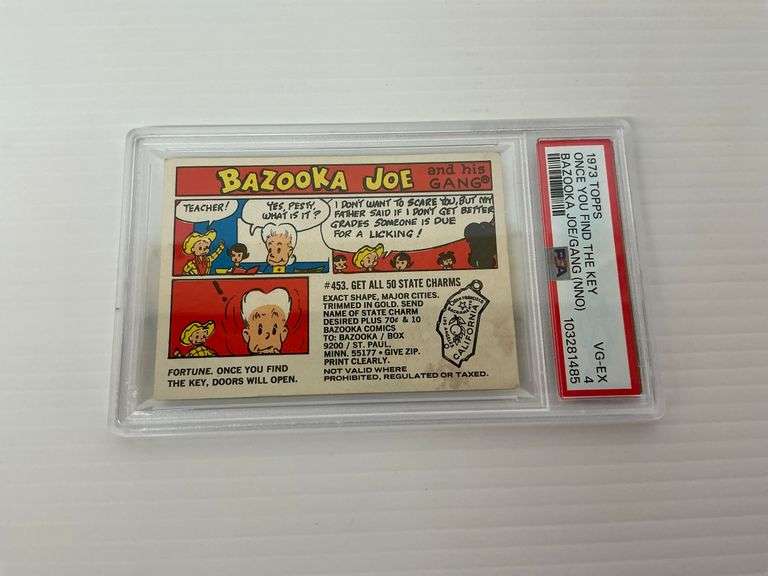 BAZOOKA JOE and his GANG®
TEACHER!
YES, PESTY,
WHAT IS IT?
I DON'T WANT TO SCARE YOU, BUT MY
FATHER SAID IF I DON'T GET BETTER
GRADES SOMEONE IS DUE
FOR A LICKING!
!
FORTUNE. ONCE YOU FIND
THE KEY, DOORS WILL OPEN.
#453. GET ALL 50 STATE CHARMS
EXACT SHAPE, MAJOR CITIES.
TRIMMED IN GOLD. SEND
NAME OF STATE CHARM
DESIRED PLUS 70¢ & 10
BAZOOKA COMICS
TO: BAZOOKA / BOX
9200 / ST. PAUL,
MINN. 55177 • GIVE ZIP.
PRINT CLEARLY.
NOT VALID WHERE
PROHIBITED, REGULATED OR TAXED.
CALIFORNIA
1973 TOPPS
ONCE YOU FIND THE KEY
BAZOOKA JOE/GANG (NNO)
VG-EX
4
PSA
103281485